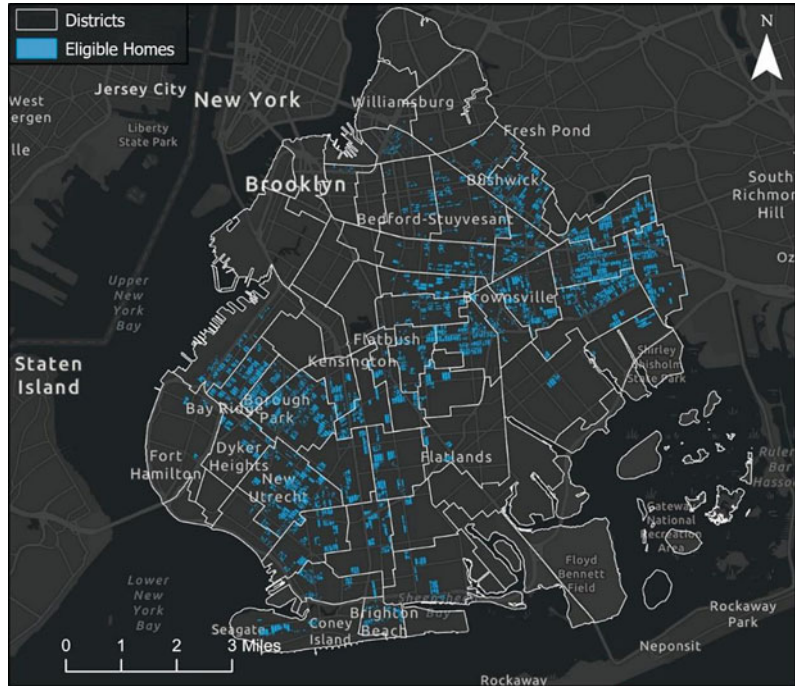 Districts
Eligible Homes
N
West
ergen
lle
Jersey City
Liberty
State Park
New York
Williamsburg
Fresh Pond
Brooklyn
Bushwick
Bedford-Stuyvesant
South
Richmon
Hill
Oz
Upper
New York
Bay
Brownsville
Flatbush
Kensington
Staten
Island
Shirley
Chisholm
State Park
Bay Ridge
Borough
Park
Fort
Hamilton
Dyker
Heights
New
Utrecht
Flatlands
Ruler
Bar
Hasso
Gateway
National
Recreation
Area
Floyd
Bennett
Field
Lower
New York
Bay
Sheepshead
Bay
Seagate
Coney
Island
Brighton
Beach
Rockaway
Park
Neponsit
0 1 2 3 Miles
Rockaway